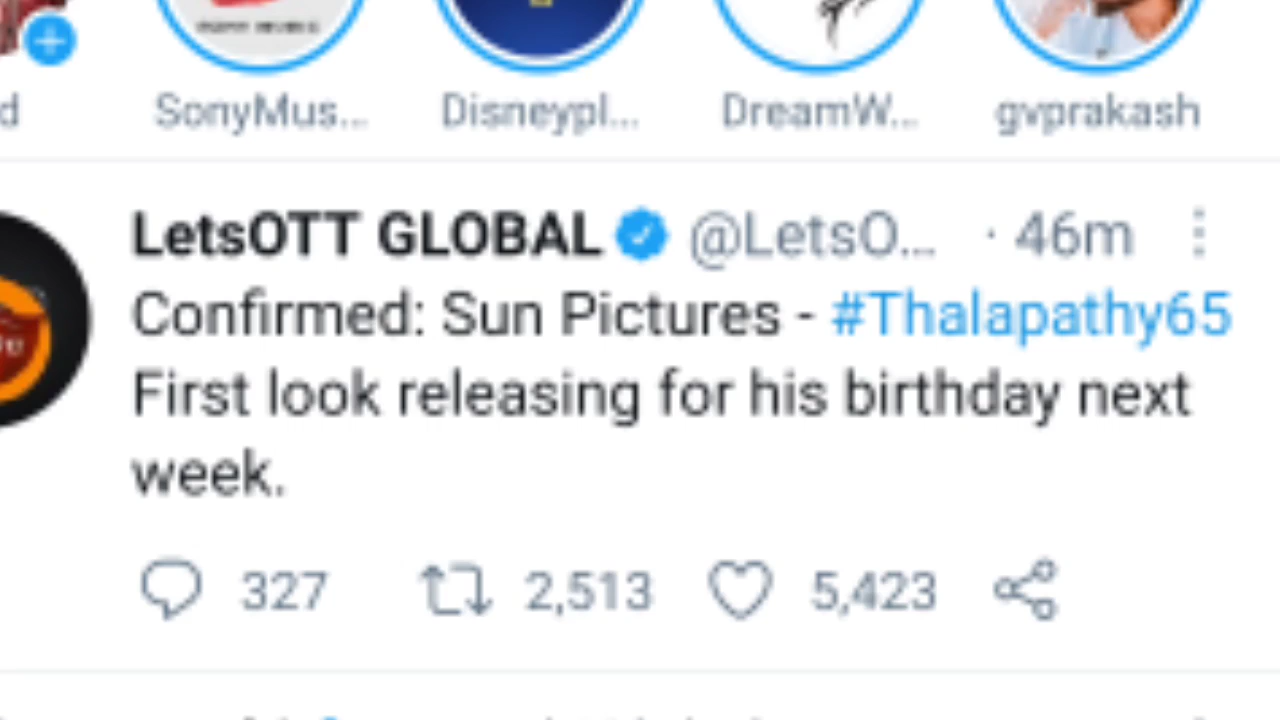 d
SonyMus...
Disneypl...
DreamW...
gvprakash
LetsOTT GLOBAL @LetsO... · 46m
Confirmed: Sun Pictures - #Thalapathy65
First look releasing for his birthday next
week.
327 2,513 5,423